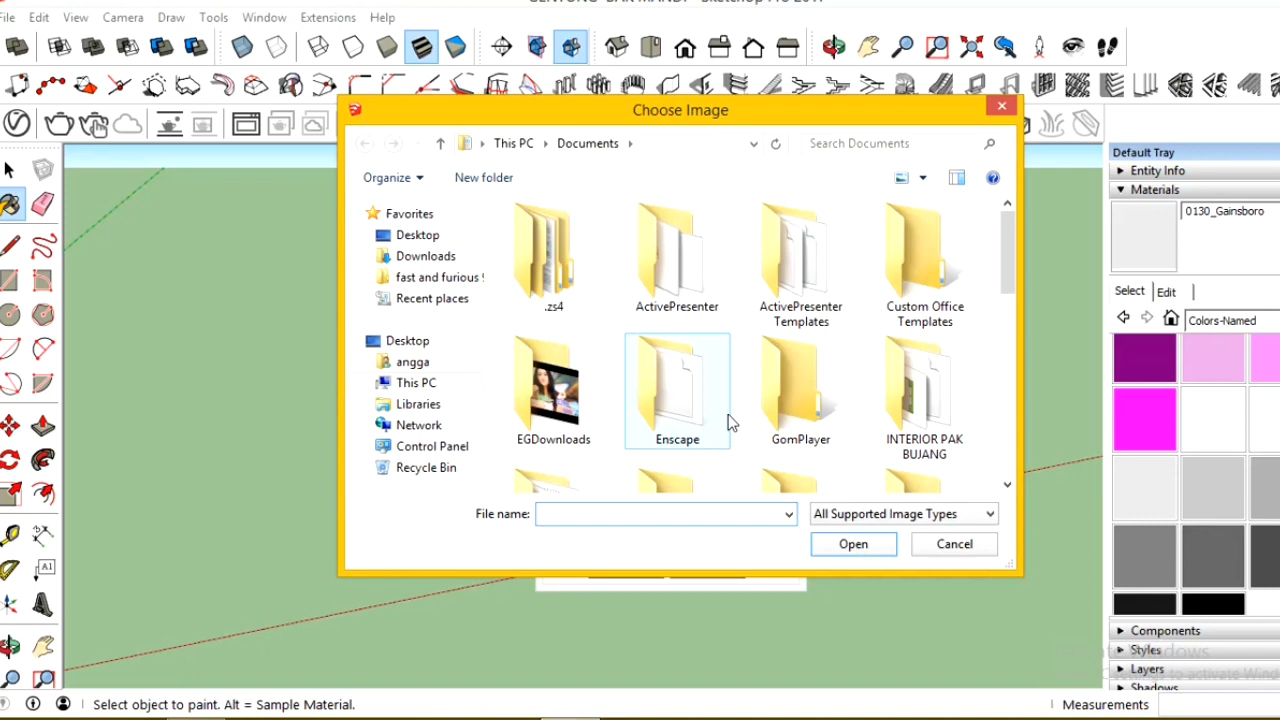 File Edit View Camera Draw Tools Window Extensions Help
Choose Image
This PC Documents
Search Documents
Organize New folder
Favorites
Desktop
Downloads
fast and furious
Recent places
Desktop
angga
This PC
Libraries
Network
Control Panel
Recycle Bin
.zs4
ActivePresenter
ActivePresenter
Templates
Custom Office
Templates
EGDownloads
Enscape
GomPlayer
INTERIOR PAK
BUJANG
File name:
All Supported Image Types
Open
Cancel
A1
Default Tray
Entity Info
Materials
0130_Gainsboro
Select Edit
Colors-Named
Components
Styles
Layers
Shadows
Select object to paint. Alt = Sample Material.
Measurements